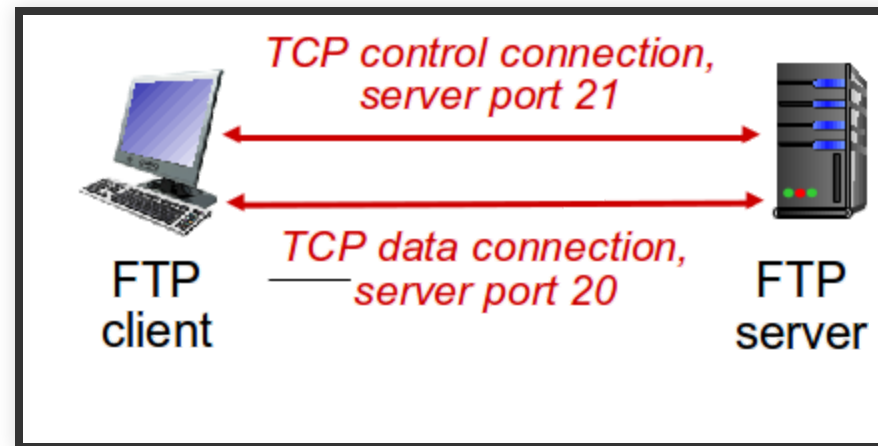 TCP control connection,
server port 21
TCP data connection,
server port 20
FTP
client
FTP
server